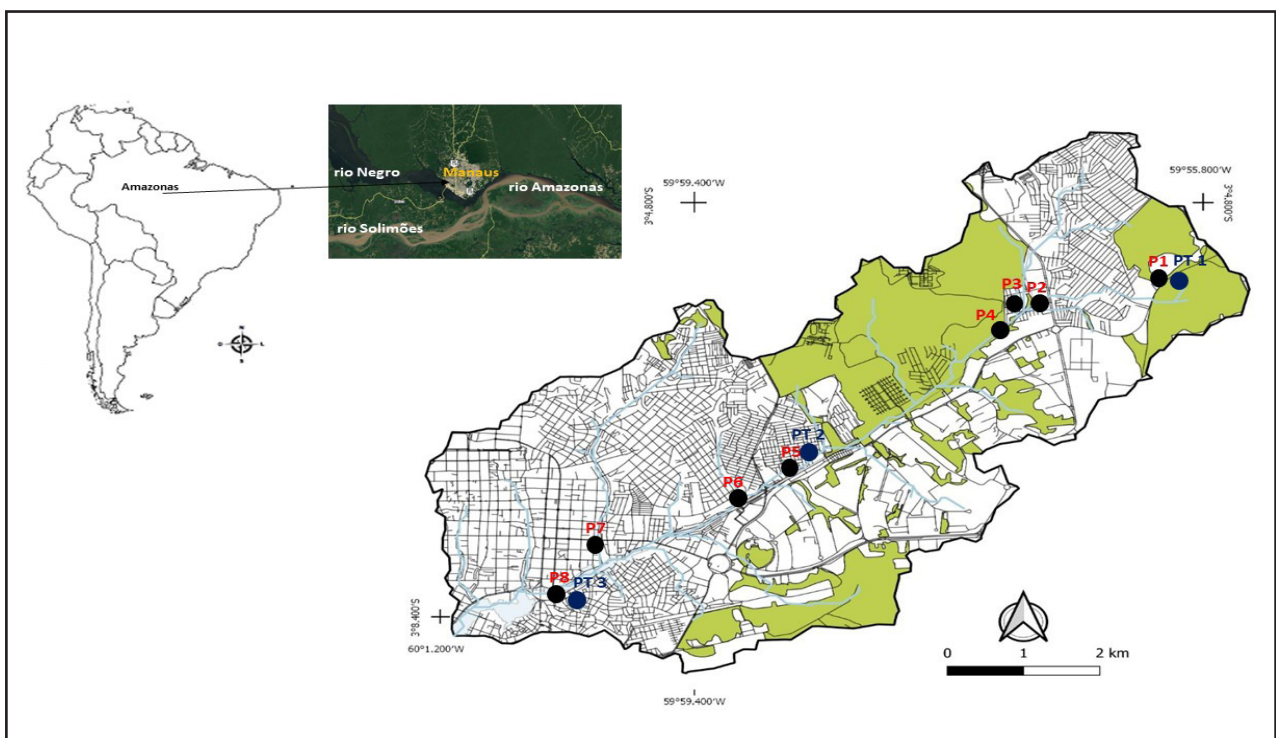 Amazonas
rio Negro
Manaus
rio Amazonas
rio Solimões
N
O
L
S
59°59.400'W
3°4.800'S
59°55.800'W
3°4.800'S
P1
PT 1
P3
P2
P4
PT 2
P5
P6
P7
P8
PT 3
3°8.400'S
60°1.200'W
59°59.400'W
0 1 2 km